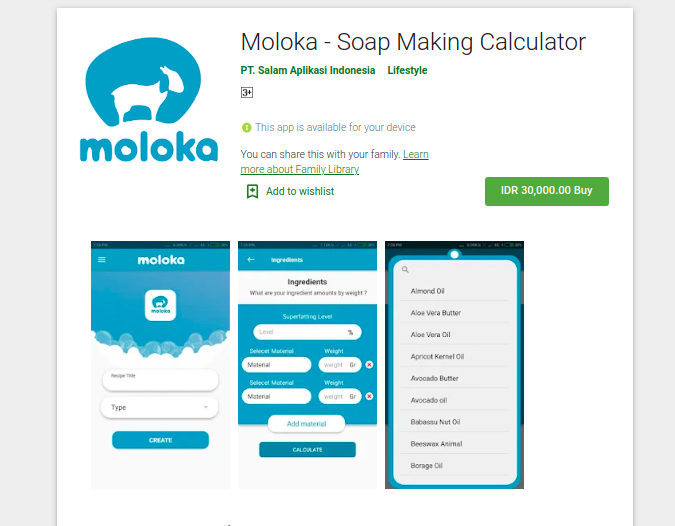 moloka
Moloka - Soap Making Calculator
PT. Salam Aplikasi Indonesia Lifestyle
3+
This app is available for your device
You can share this with your family. Learn
more about Family Library
Add to wishlist
IDR 30,000.00 Buy
moloka
moloka
Recipe Title
Type
CREATE
Ingredients
Ingredients
What are your ingredient amounts by weight ?
Superfatting Level
Level %
Selecet Material Weight
Material weight Gr
Selecet Material Weight
Material weight Gr
Add material
CALCULATE
Almond Oil
Aloe Vera Butter
Aloe Vera Oil
Apricot Kernel Oil
Avocado Butter
Avocado oil
Babassu Nut Oil
Beeswax Animal
Borage Oil